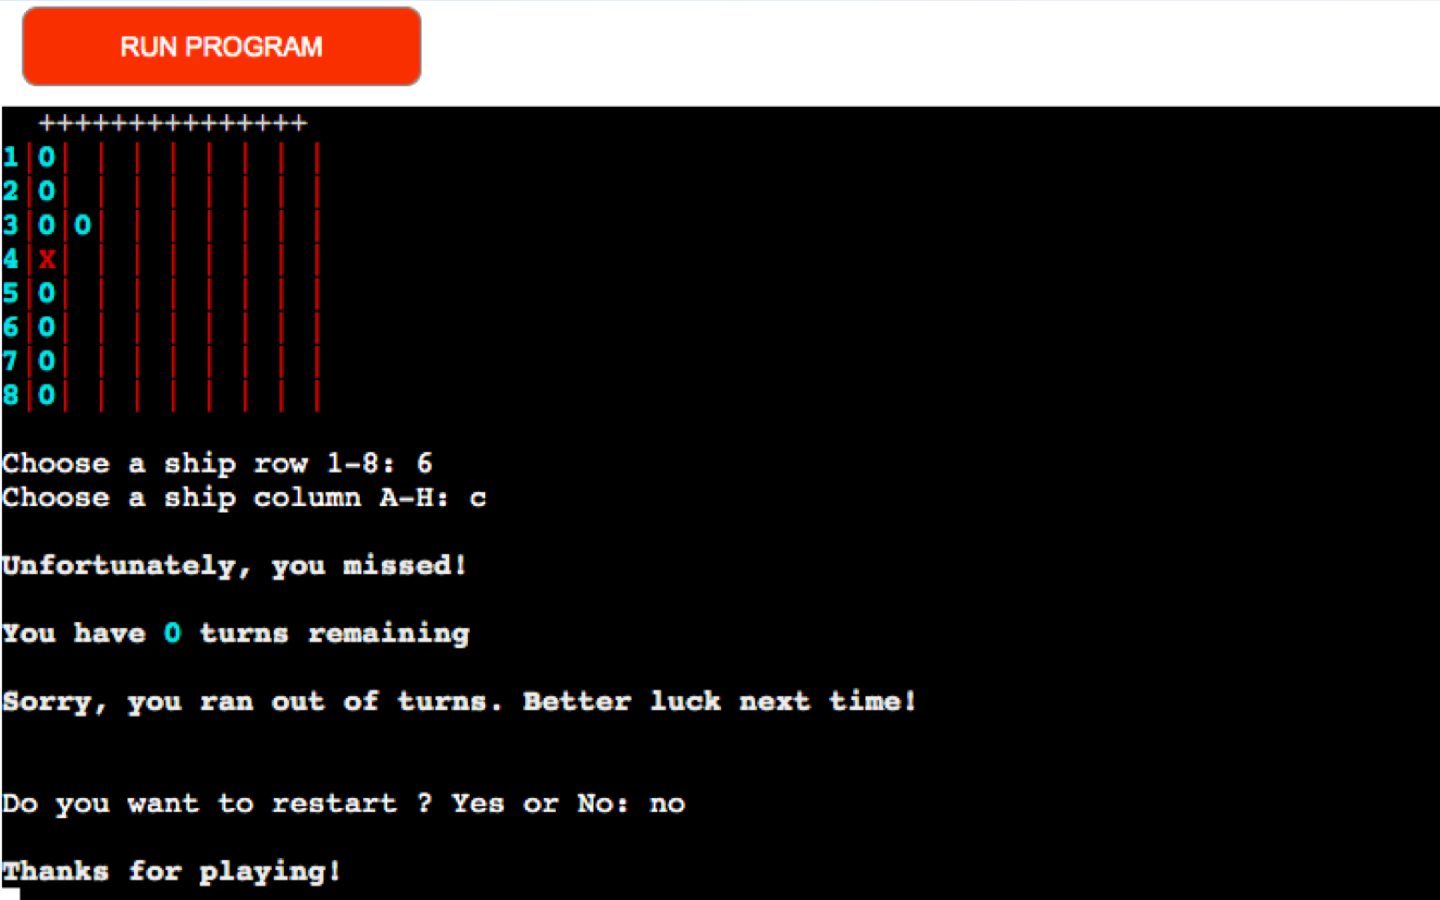 RUN PROGRAM
+++++++++++++++
1|O| | | | | | | |
2|O| | | | | | | |
3|O|O| | | | | | |
4|X| | | | | | | |
5|O| | | | | | | |
6|O| | | | | | | |
7|O| | | | | | | |
8|O| | | | | | | |
Choose a ship row 1-8: 6
Choose a ship column A-H: c
Unfortunately, you missed!
You have 0 turns remaining
Sorry, you ran out of turns. Better luck next time!
Do you want to restart ? Yes or No: no
Thanks for playing!